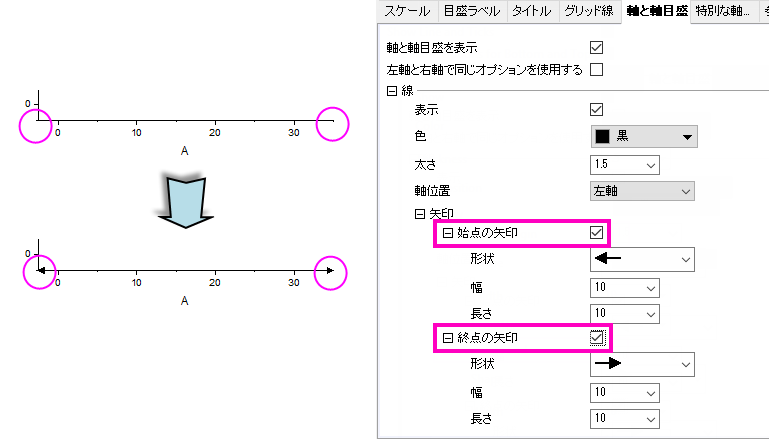 0
0 10 20 30
A
0
0 10 20 30
A
スケール 目盛ラベル タイトル グリッド線 軸と軸目盛 特別な軸...
軸と軸目盛を表示
左軸と右軸で同じオプションを使用する
線
表示
色 黒
太さ 1.5
軸位置 左軸
矢印
始点の矢印
形状
幅 10
長さ 10
終点の矢印
形状
幅 10
長さ 10